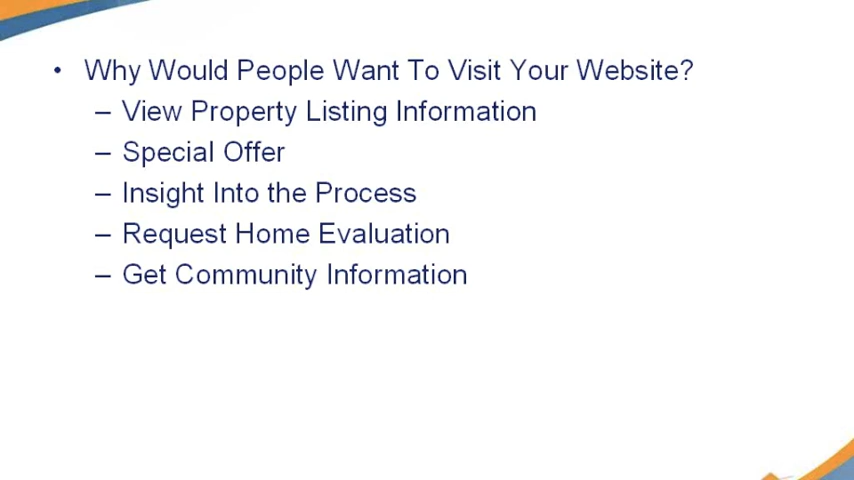 • Why Would People Want To Visit Your Website?
– View Property Listing Information
– Special Offer
– Insight Into the Process
– Request Home Evaluation
– Get Community Information